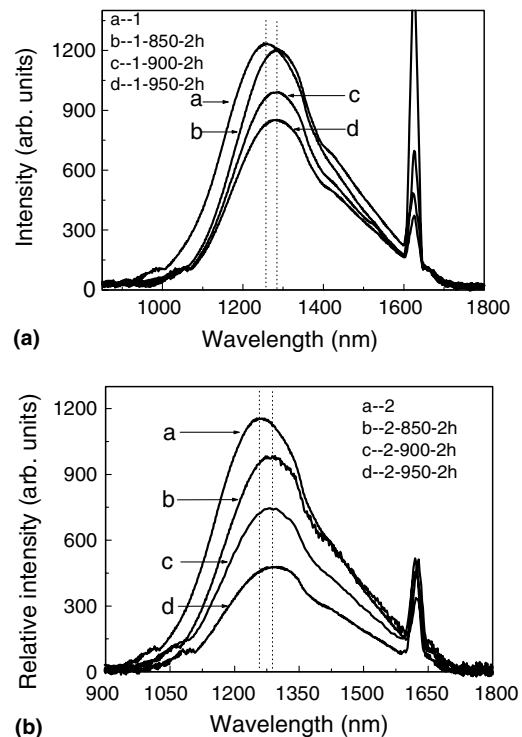 a--1
b--1-850-2h
c--1-900-2h
d--1-950-2h
a
b
c
d
1200
900
600
300
0
Intensity (arb. units)
1000 1200 1400 1600 1800
Wavelength (nm)
(a)
a--2
b--2-850-2h
c--2-900-2h
d--2-950-2h
a
b
c
d
1200
900
600
300
0
Relative intensity (arb. units)
900 1050 1200 1350 1500 1650 1800
Wavelength (nm)
(b)